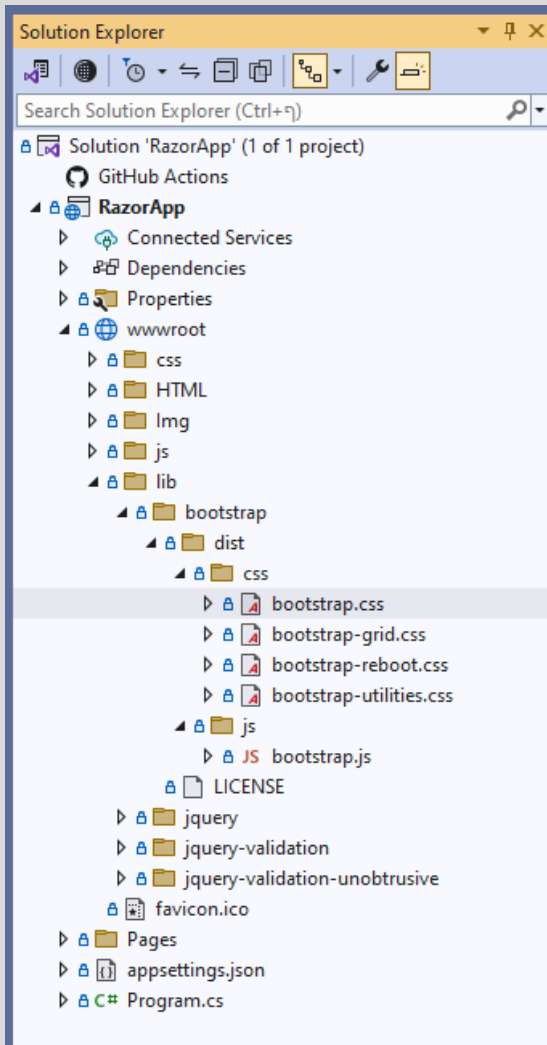 Solution Explorer
Search Solution Explorer (Ctrl+ך)
Solution 'RazorApp' (1 of 1 project)
GitHub Actions
RazorApp
Connected Services
Dependencies
Properties
wwwroot
css
HTML
Img
js
lib
bootstrap
dist
css
bootstrap.css
bootstrap-grid.css
bootstrap-reboot.css
bootstrap-utilities.css
js
JS bootstrap.js
LICENSE
jquery
jquery-validation
jquery-validation-unobtrusive
favicon.ico
Pages
appsettings.json
C# Program.cs